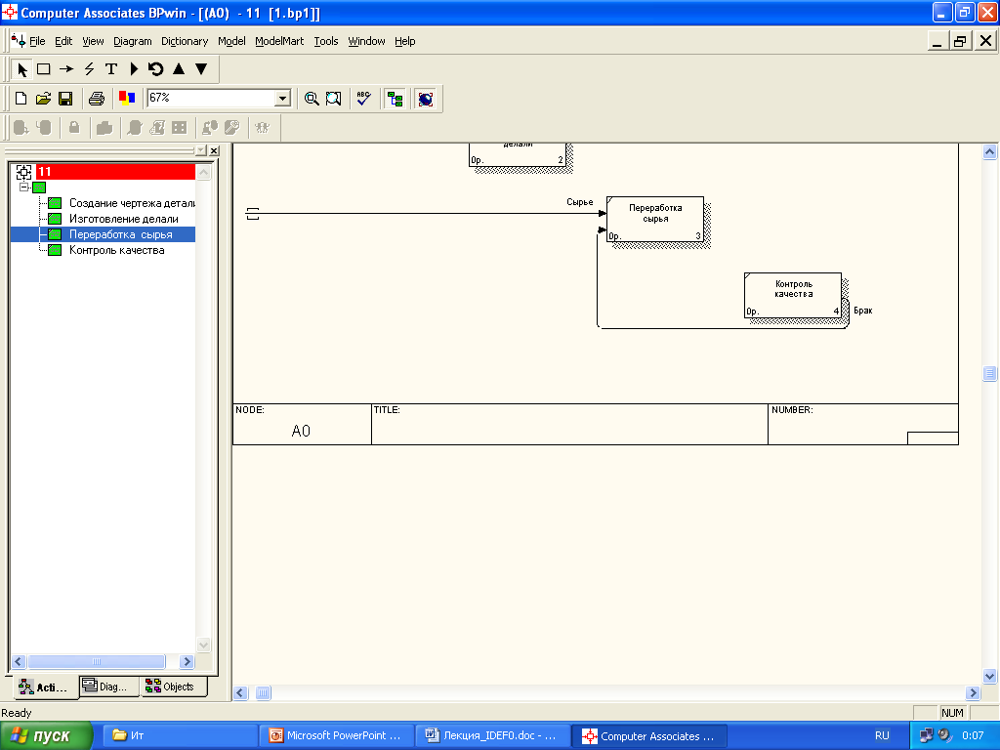 Computer Associates BPwin - [(A0) - 11 [1.bp1]]
File Edit View Diagram Dictionary Model ModelMart Tools Window Help
T
67%
ABC
11
Создание чертежа детали
Изготовление делали
Переработка сырья
Контроль качества
делали
0р. 2
Сырье
Переработка
сырья
0р. 3
Контроль
качества
0р. 4
Брак
NODE: TITLE: NUMBER:
A0
Acti... Diag... Objects
Ready NUM
пуск Ит Microsoft PowerPoint ... Лекция_IDEF0.doc - ... Computer Associates ... RU 0:07